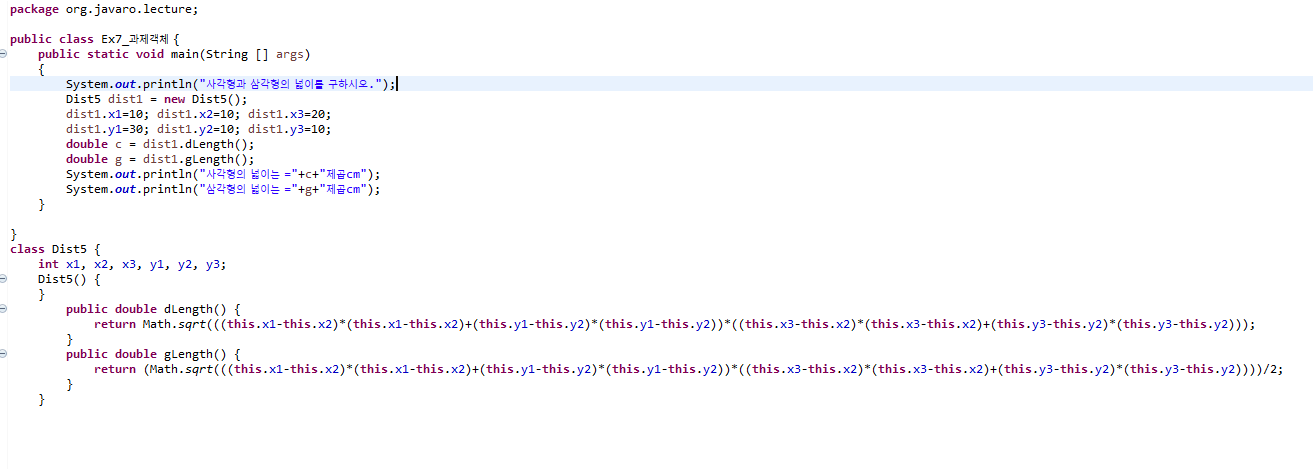 package org.javaro.lecture;
public class Ex7_과제객체 {
public static void main(String [] args)
{
System.out.println("사각형과 삼각형의 넓이를 구하시오.");
Dist5 dist1 = new Dist5();
dist1.x1=10; dist1.x2=10; dist1.x3=20;
dist1.y1=30; dist1.y2=10; dist1.y3=10;
double c = dist1.dLength();
double g = dist1.gLength();
System.out.println("사각형의 넓이는 ="+c+"제곱cm");
System.out.println("삼각형의 넓이는 ="+g+"제곱cm");
}
}
class Dist5 {
int x1, x2, x3, y1, y2, y3;
Dist5() {
}
public double dLength() {
return Math.sqrt(((this.x1-this.x2)*(this.x1-this.x2)+(this.y1-this.y2)*(this.y1-this.y2))*((this.x3-this.x2)*(this.x3-this.x2)+(this.y3-this.y2)*(this.y3-this.y2)));
}
public double gLength() {
return (Math.sqrt(((this.x1-this.x2)*(this.x1-this.x2)+(this.y1-this.y2)*(this.y1-this.y2))*((this.x3-this.x2)*(this.x3-this.x2)+(this.y3-this.y2)*(this.y3-this.y2))))/2;
}
}